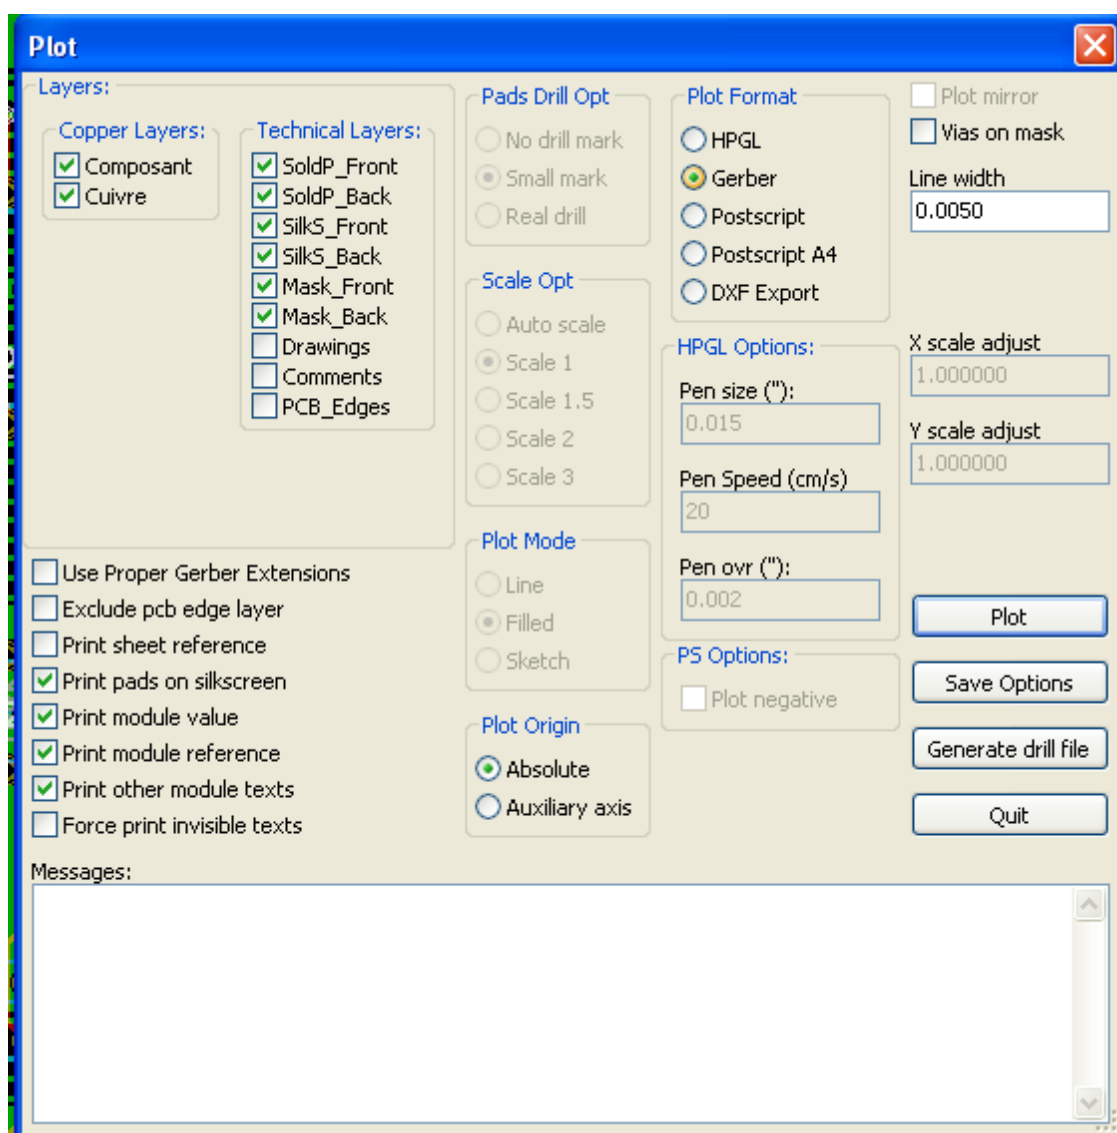 Plot
Layers:
Copper Layers:
Composant
Cuivre
Technical Layers:
SoldP_Front
SoldP_Back
SilkS_Front
SilkS_Back
Mask_Front
Mask_Back
Drawings
Comments
PCB_Edges
Use Proper Gerber Extensions
Exclude pcb edge layer
Print sheet reference
Print pads on silkscreen
Print module value
Print module reference
Print other module texts
Force print invisible texts
Pads Drill Opt
No drill mark
Small mark
Real drill
Scale Opt
Auto scale
Scale 1
Scale 1.5
Scale 2
Scale 3
Plot Mode
Line
Filled
Sketch
Plot Origin
Absolute
Auxiliary axis
Plot Format
HPGL
Gerber
Postscript
Postscript A4
DXF Export
HPGL Options:
Pen size ("):
0.015
Pen Speed (cm/s)
20
Pen ovr ("):
0.002
PS Options:
Plot negative
Plot mirror
Vias on mask
Line width
0.0050
X scale adjust
1.000000
Y scale adjust
1.000000
Plot
Save Options
Generate drill file
Quit
Messages: